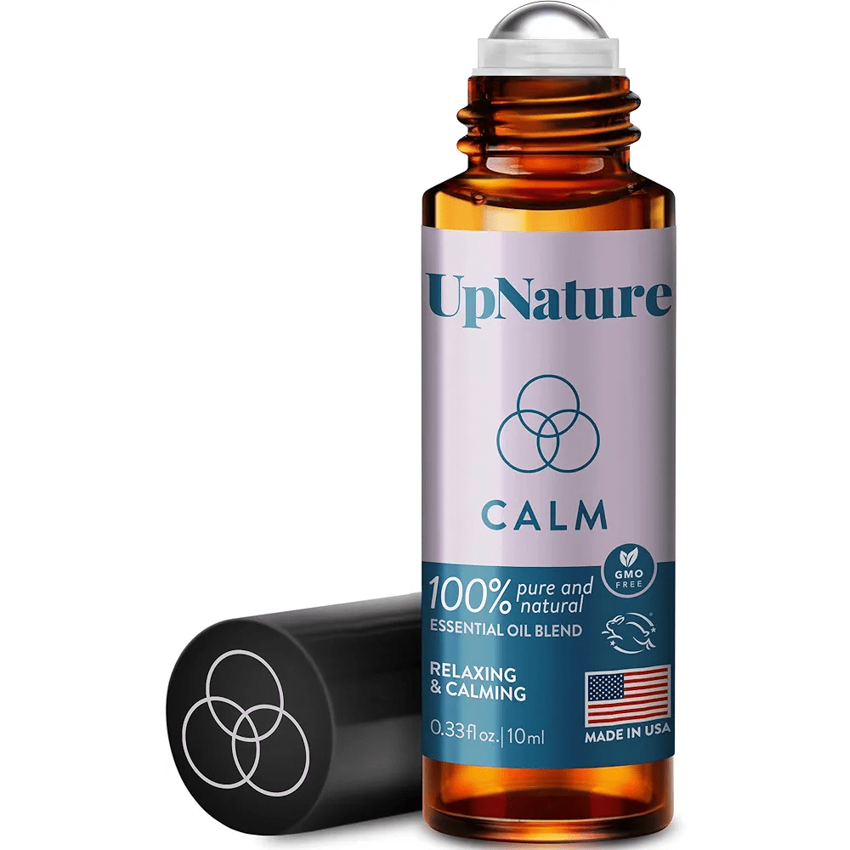 UpNature
CALM
100% pure and
natural
ESSENTIAL OIL BLEND
GMO
FREE
RELAXING
& CALMING
0.33fl oz.|10ml
MADE IN USA